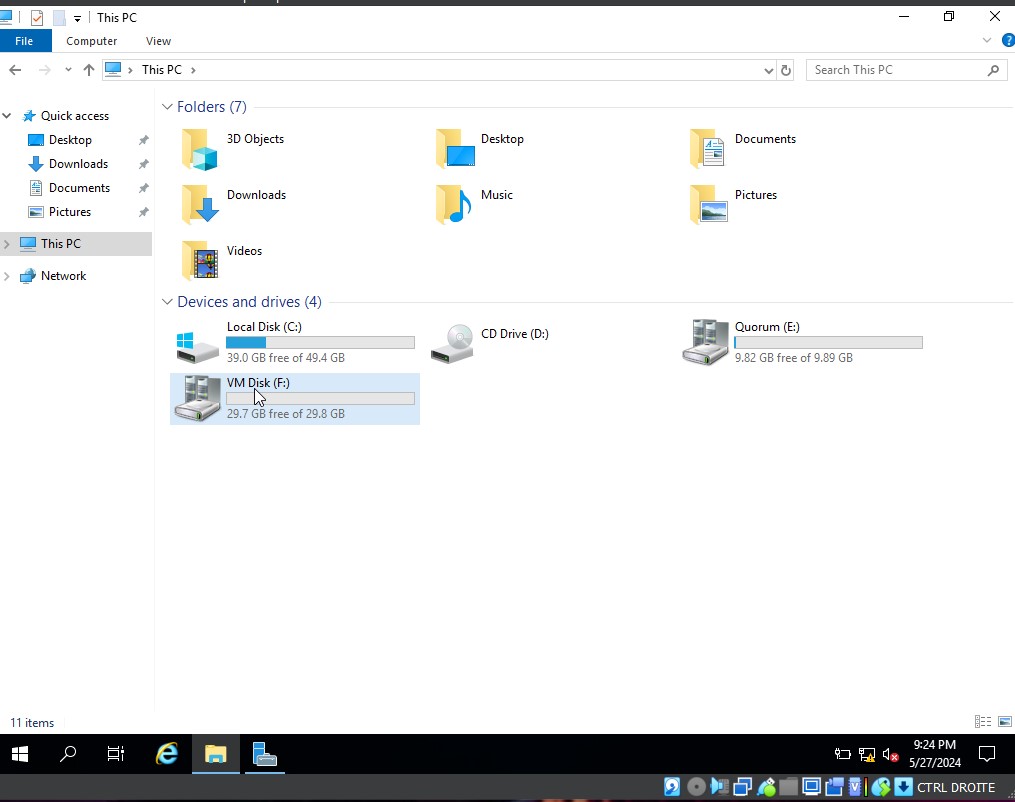 This PC
File Computer View
This PC
Search This PC
Quick access
Desktop
Downloads
Documents
Pictures
This PC
Network
Folders (7)
3D Objects
Desktop
Documents
Downloads
Music
Pictures
Videos
Devices and drives (4)
Local Disk (C:)
39.0 GB free of 49.4 GB
CD Drive (D:)
Quorum (E:)
9.82 GB free of 9.89 GB
VM Disk (F:)
29.7 GB free of 29.8 GB
11 items
9:24 PM
5/27/2024
CTRL DROITE